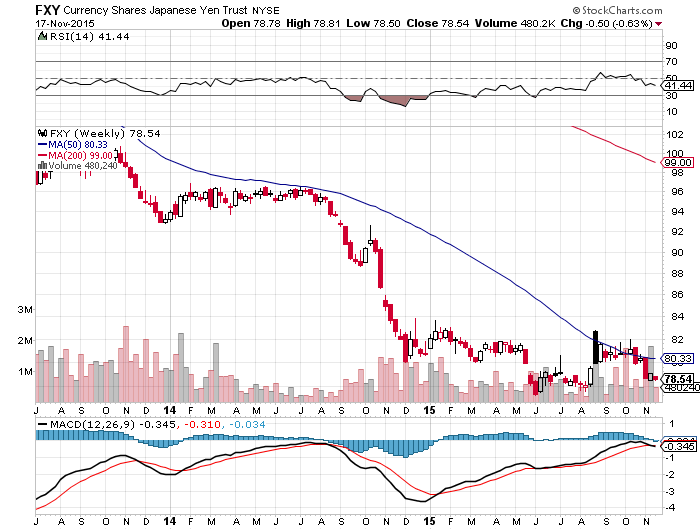 FXY Currency Shares Japanese Yen Trust NYSE © StockCharts.com
17-Nov-2015 Open 78.78 High 78.81 Low 78.50 Close 78.54 Volume 480.2K Chg -0.50 (-0.63%)
RSI(14) 41.44
90
70
50
41.44
30
10
FXY (Weekly) 78.54
MA(50) 80.33
MA(200) 99.00
Volume 480,240
102
100
99.00
98
96
94
92
90
88
86
84
82
80.33
78.54
480240
3M
2M
1M
J A S O N D 14 F M A M J J A S O N D 15 F M A M J J A S O N
MACD(12,26,9) -0.345, -0.310, -0.034
1
-0.345
-1
-2
-3
-4
J A S O N D 14 F M A M J J A S O N D 15 F M A M J J A S O N